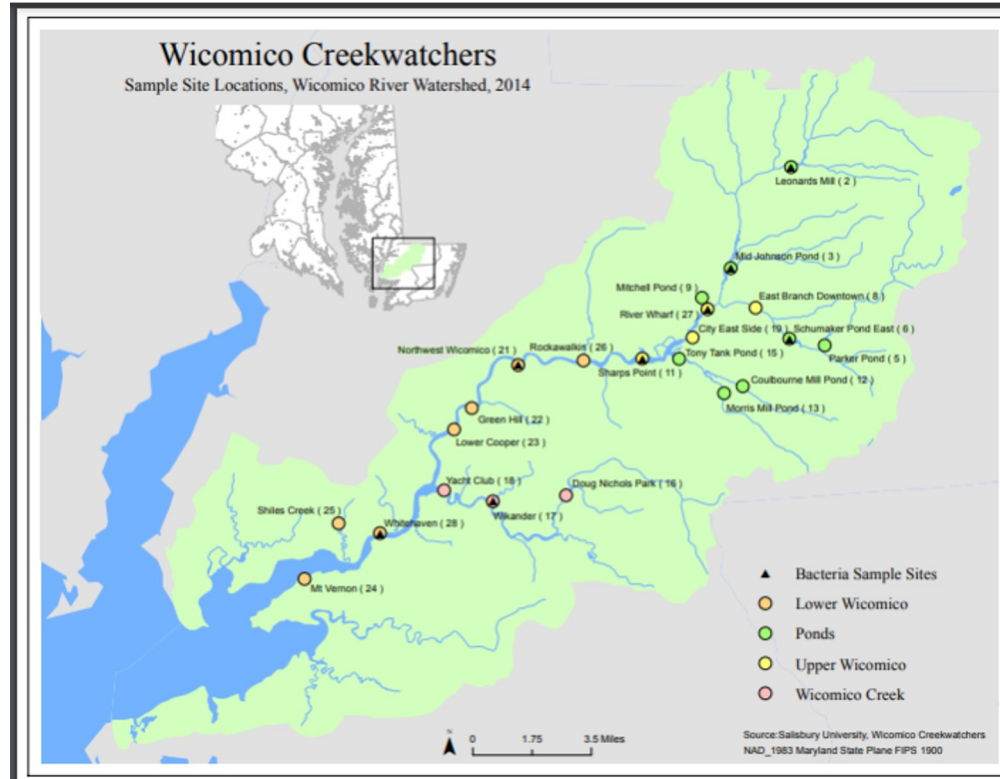 Wicomico Creekwatchers
Sample Site Locations, Wicomico River Watershed, 2014
Leonards Mill ( 2 )
Mid Johnson Pond ( 3 )
Mitchell Pond ( 9 )
East Branch Downtown ( 8 )
River Wharf ( 27 )
City East Side ( 19 )
Schumaker Pond East ( 6 )
Northwest Wicomico ( 21 )
Rockawalkin ( 26 )
Tony Tank Pond ( 15 )
Parker Pond ( 5 )
Sharps Point ( 11 )
Coulbourne Mill Pond ( 12 )
Morris Mill Pond ( 13 )
Green Hill ( 22 )
Lower Cooper ( 23 )
Yacht Club ( 18 )
Doug Nichols Park ( 16 )
Shiles Creek ( 25 )
Wikander ( 17 )
Whitehaven ( 28 )
Mt Vernon ( 24 )
Bacteria Sample Sites
Lower Wicomico
Ponds
Upper Wicomico
Wicomico Creek
N
0 1.75 3.5 Miles
Source:Salisbury University, Wicomico Creekwatchers
NAD_1983 Maryland State Plane FIPS 1900